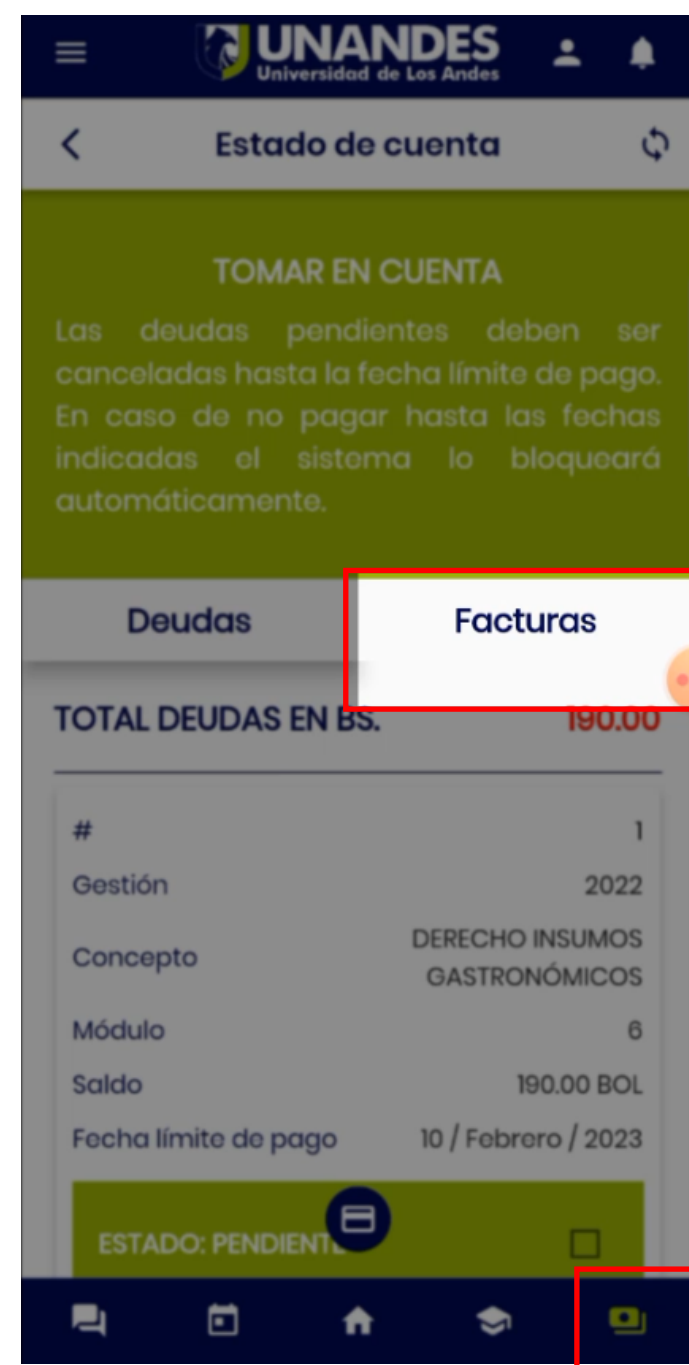 UNANDES
Universidad de Los Andes
Estado de cuenta
TOMAR EN CUENTA
Las deudas pendientes deben ser
canceladas hasta la fecha límite de pago.
En caso de no pagar hasta las fechas
indicadas el sistema lo bloqueará
automáticamente.
Deudas Facturas
TOTAL DEUDAS EN BS. 190.00
# 1
Gestión 2022
Concepto DERECHO INSUMOS
GASTRONÓMICOS
Módulo 6
Saldo 190.00 BOL
Fecha límite de pago 10 / Febrero / 2023
ESTADO: PENDIENTE